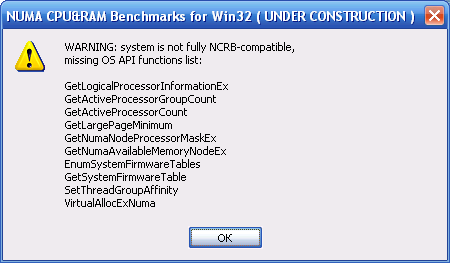 NUMA CPU&RAM Benchmarks for Win32 ( UNDER CONSTRUCTION )
WARNING: system is not fully NCRB-compatible,
missing OS API functions list:
GetLogicalProcessorInformationEx
GetActiveProcessorGroupCount
GetActiveProcessorCount
GetLargePageMinimum
GetNumaNodeProcessorMaskEx
GetNumaAvailableMemoryNodeEx
EnumSystemFirmwareTables
GetSystemFirmwareTable
SetThreadGroupAffinity
VirtualAllocExNuma
OK